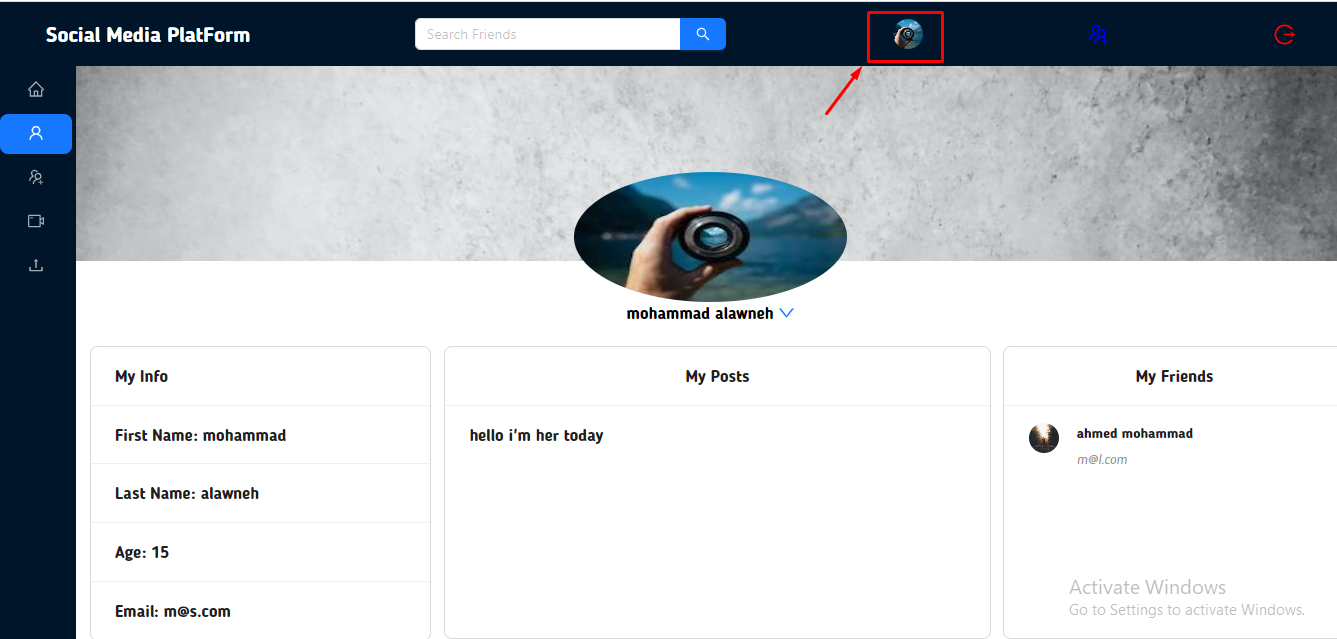 Social Media PlatForm
Search Friends
mohammad alawneh
My Info
First Name: mohammad
Last Name: alawneh
Age: 15
Email: m@s.com
My Posts
hello i'm her today
My Friends
ahmed mohammad
m@l.com
Activate Windows
Go to Settings to activate Windows.